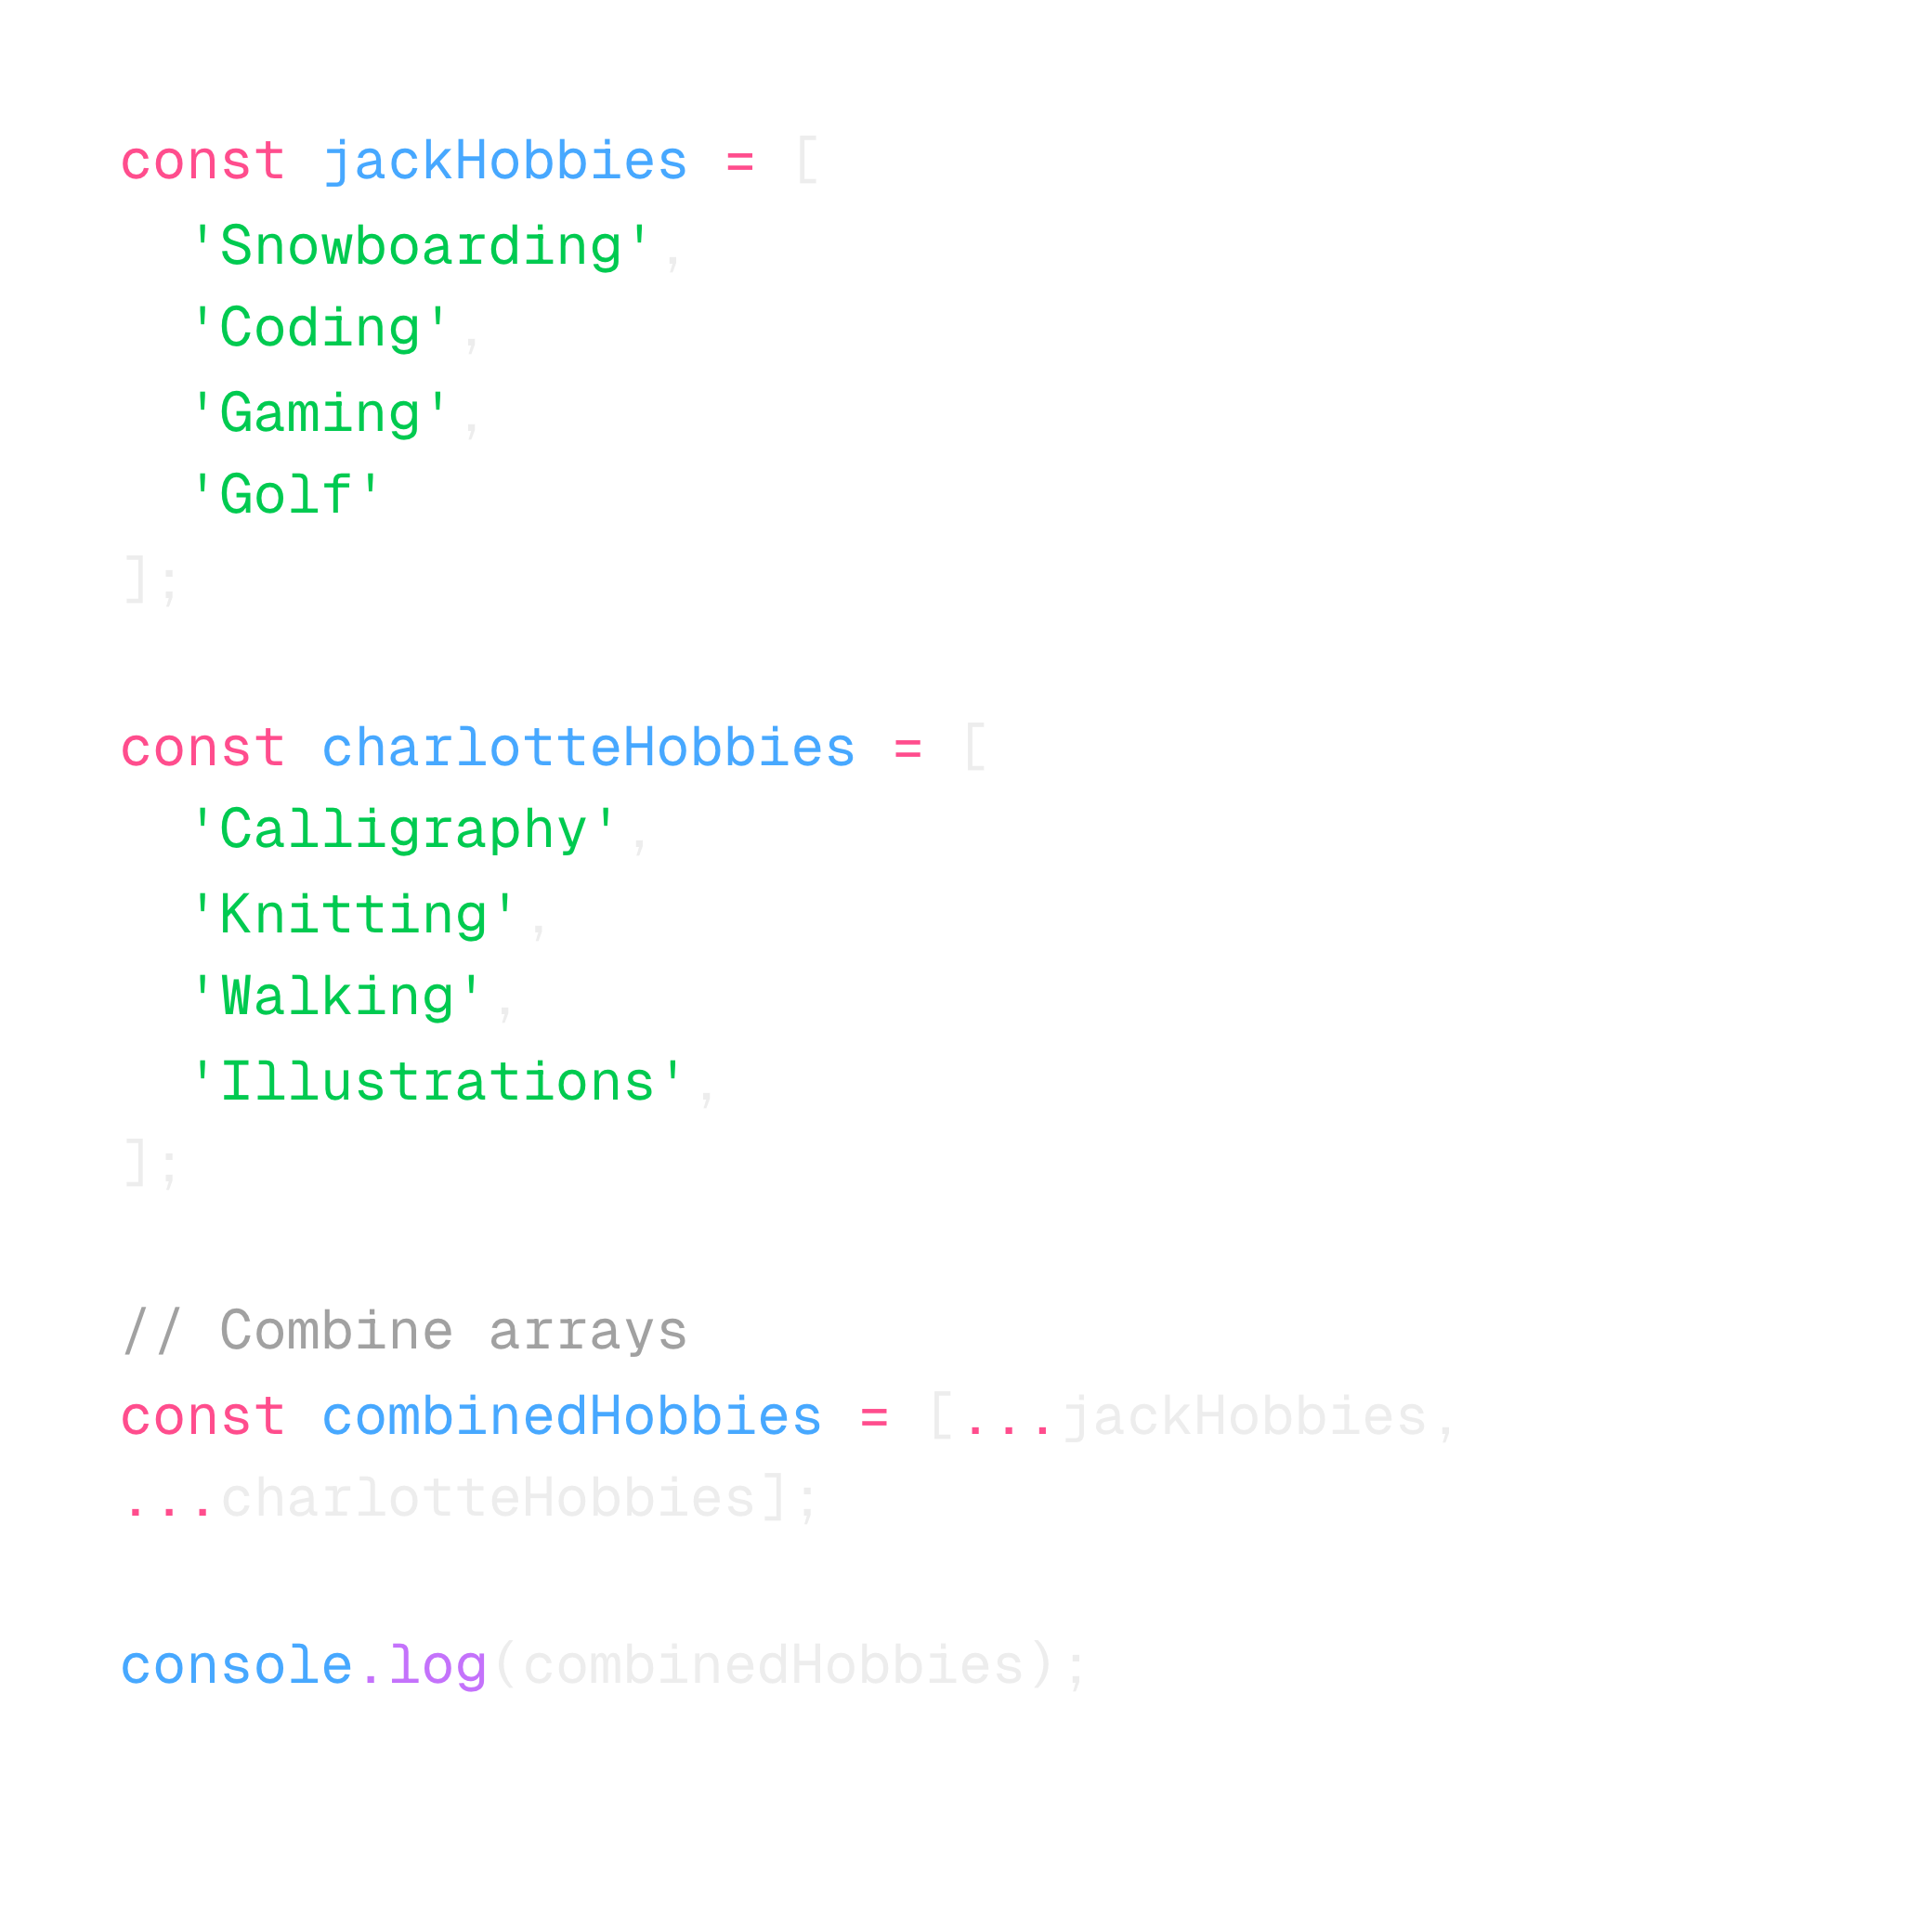 const jackHobbies = [
'Snowboarding',
'Coding',
'Gaming',
'Golf'
];
const charlotteHobbies = [
'Calligraphy',
'Knitting',
'Walking',
'Illustrations',
];
// Combine arrays
const combinedHobbies = [...jackHobbies,
...charlotteHobbies];
console.log(combinedHobbies);